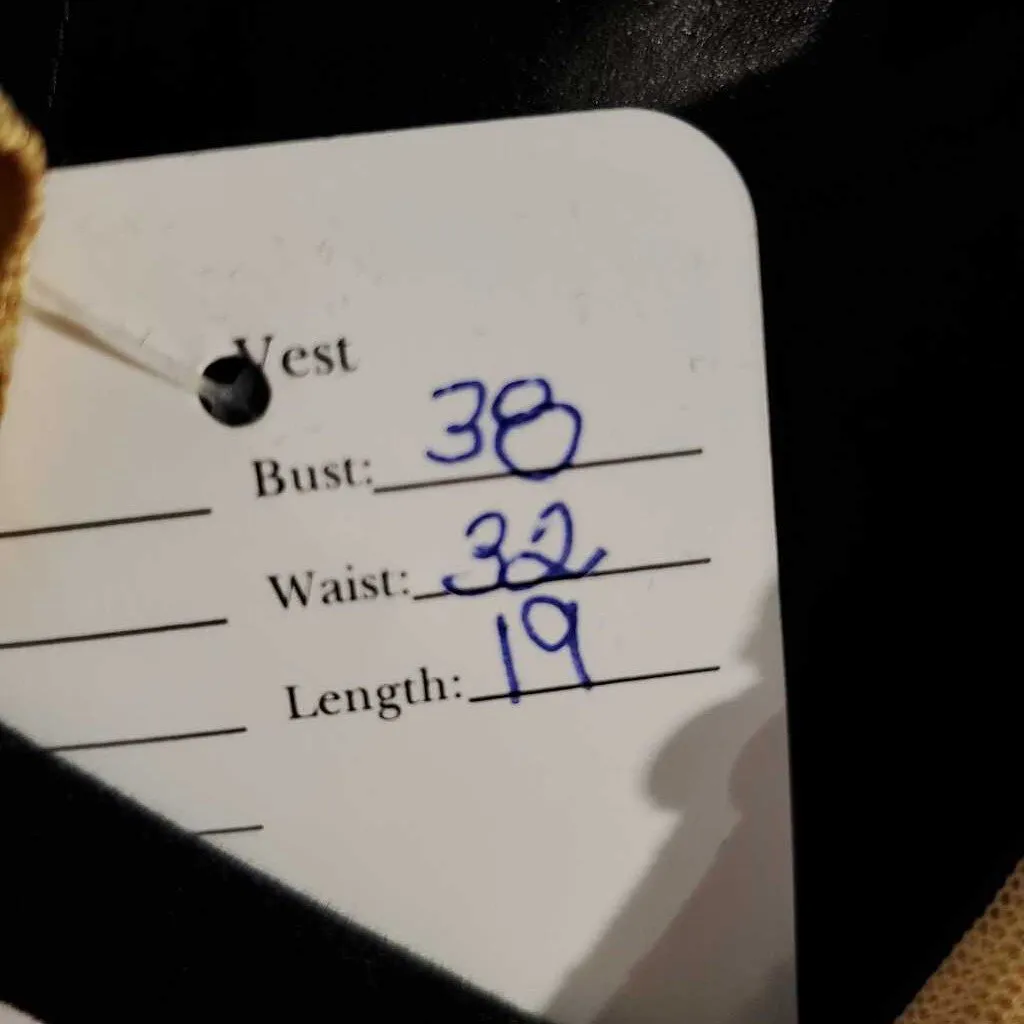 Vest
Bust: 38
Waist: 32
Length: 19